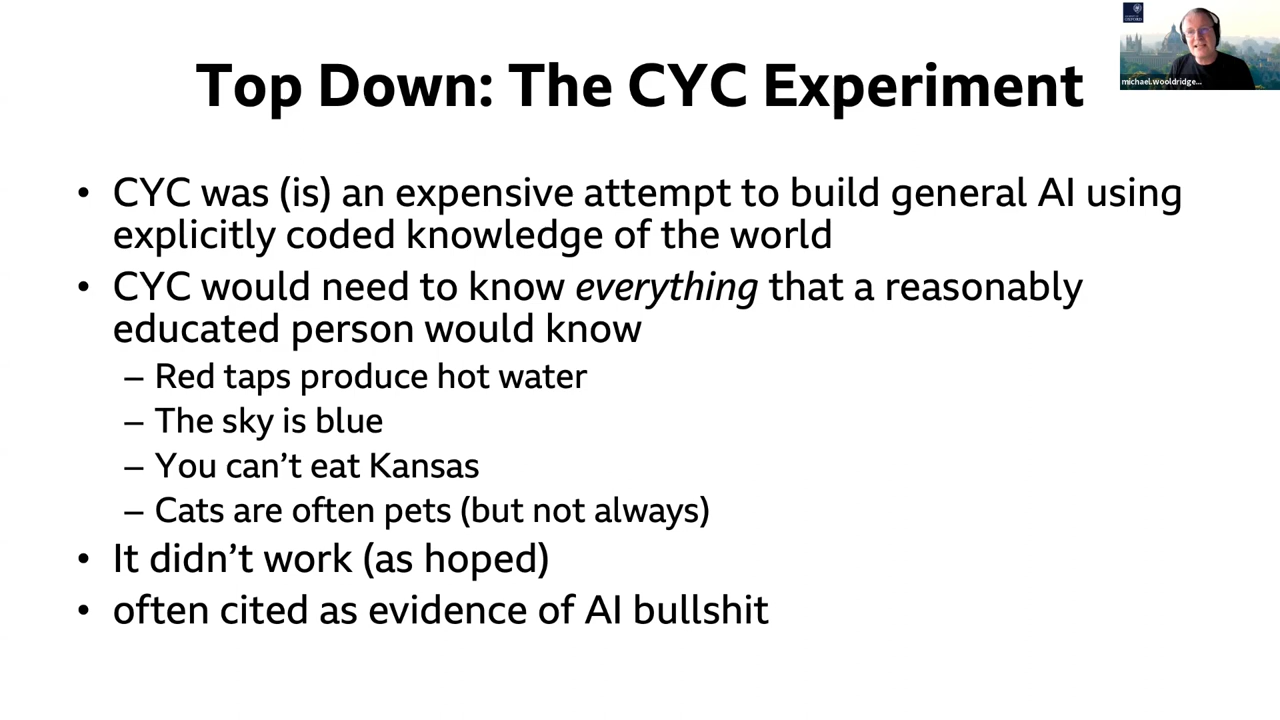 Top Down: The CYC Experiment
• CYC was (is) an expensive attempt to build general AI using
explicitly coded knowledge of the world
• CYC would need to know everything that a reasonably
educated person would know
– Red taps produce hot water
– The sky is blue
– You can’t eat Kansas
– Cats are often pets (but not always)
• It didn’t work (as hoped)
• often cited as evidence of AI bullshit
OXFORD
michael.wooldridge...